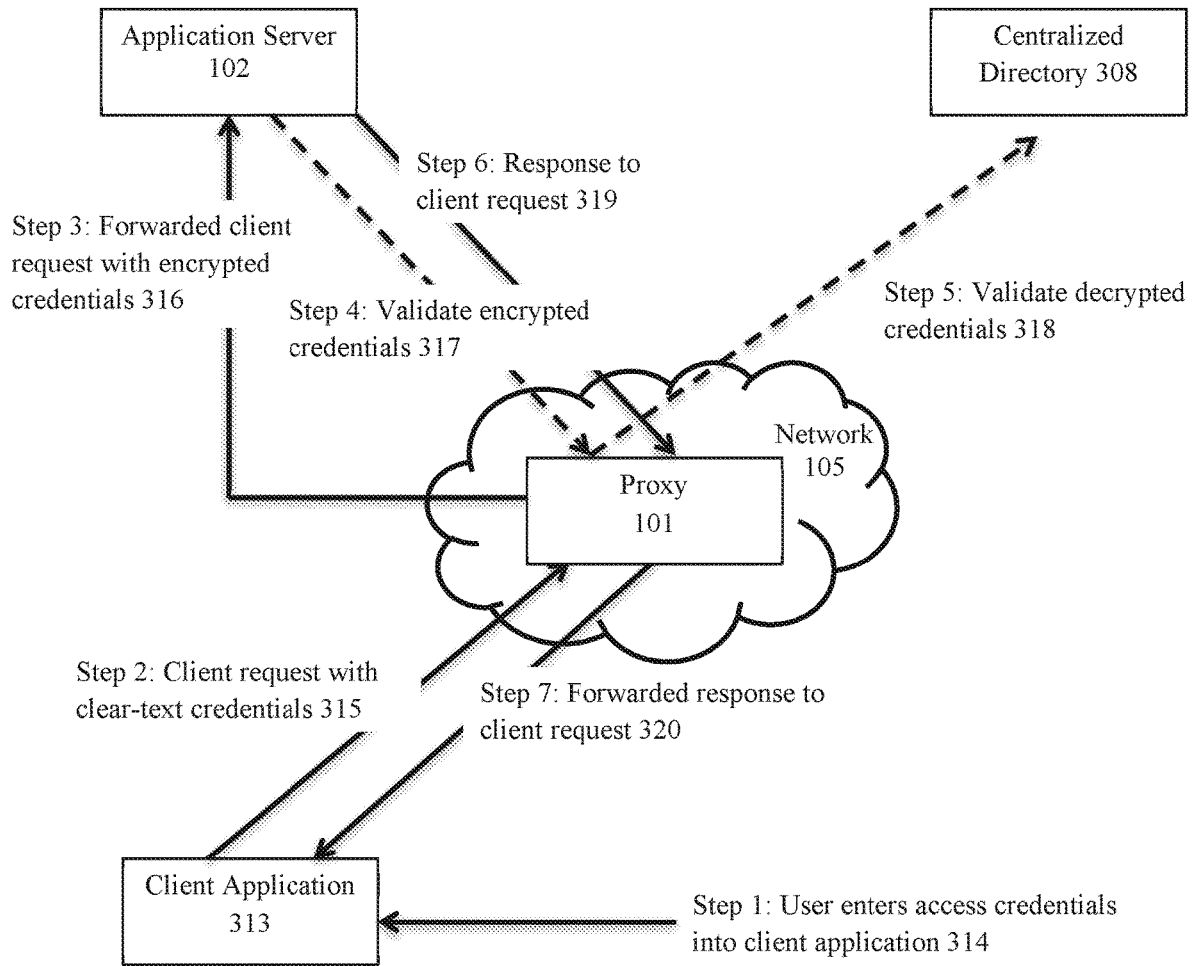 Application Server
102
Centralized
Directory 308
Step 6: Response to
client request 319
Step 3: Forwarded client
request with encrypted
credentials 316
Step 4: Validate encrypted
credentials 317
Step 5: Validate decrypted
credentials 318
Network
105
Proxy
101
Step 2: Client request with
clear-text credentials 315
Step 7: Forwarded response to
client request 320
Client Application
313
Step 1: User enters access credentials
into client application 314